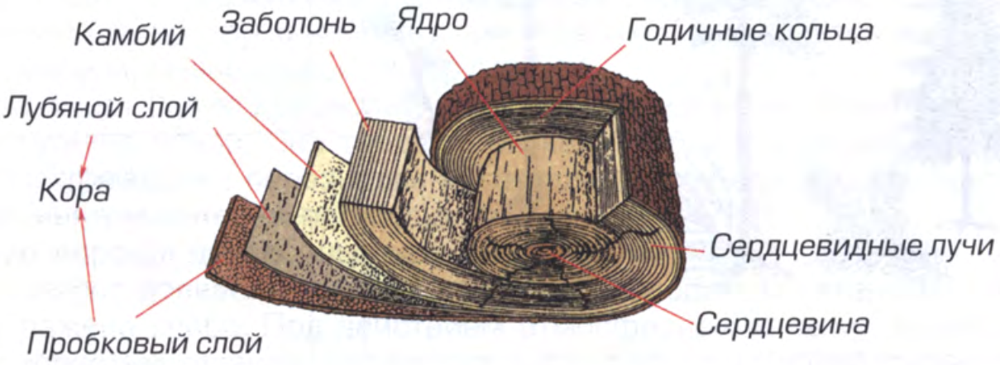 Камбий
Заболонь
Ядро
Годичные кольца
Лубяной слой
Кора
Сердцевидные лучи
Сердцевина
Пробковый слой